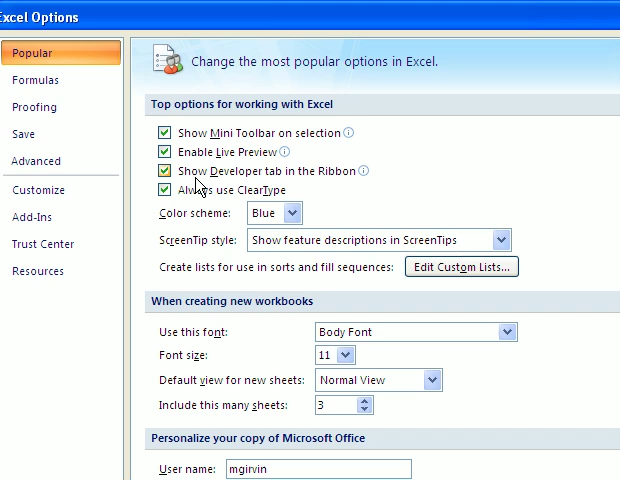 Excel Options
Popular
Formulas
Proofing
Save
Advanced
Customize
Add-Ins
Trust Center
Resources
Change the most popular options in Excel.
Top options for working with Excel
Show Mini Toolbar on selection
Enable Live Preview
Show Developer tab in the Ribbon
Always use ClearType
Color scheme: Blue
ScreenTip style: Show feature descriptions in ScreenTips
Create lists for use in sorts and fill sequences: Edit Custom Lists...
When creating new workbooks
Use this font: Body Font
Font size: 11
Default view for new sheets: Normal View
Include this many sheets: 3
Personalize your copy of Microsoft Office
User name: mgirvin